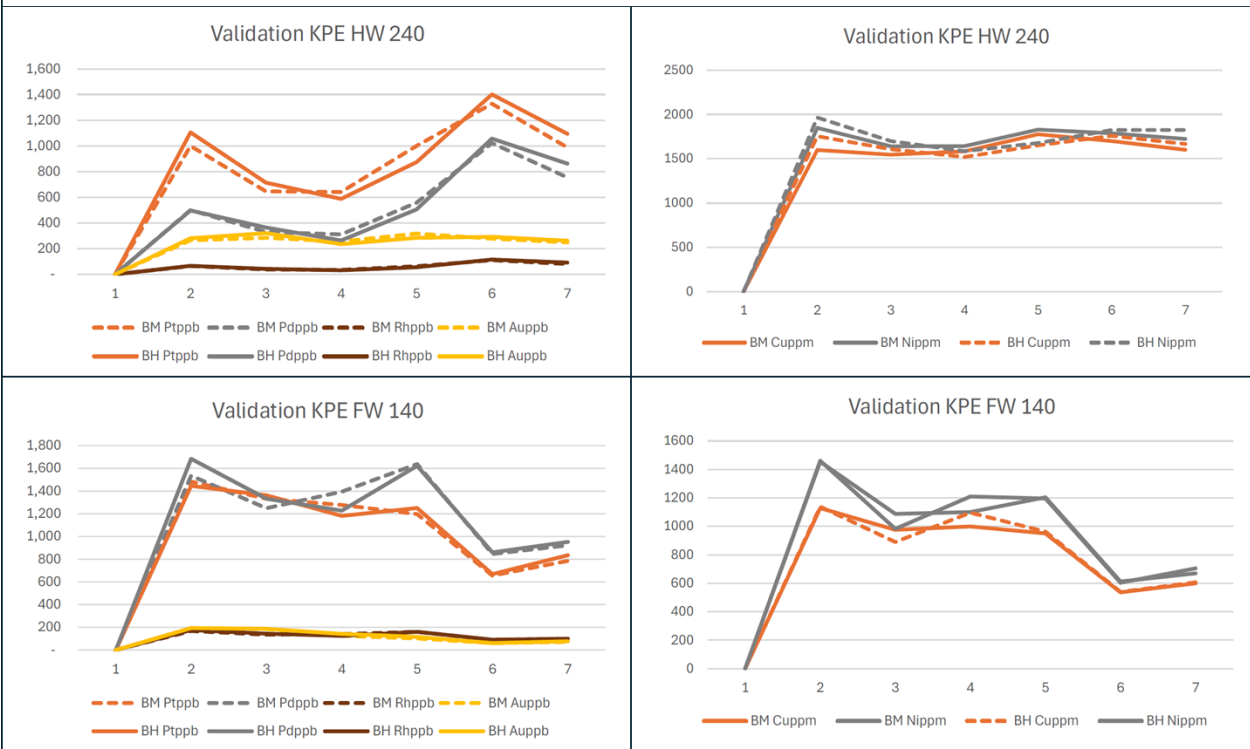 Validation KPE HW 240
1,600
1,400
1,200
1,000
800
600
400
200
-
1 2 3 4 5 6 7
BM Ptppb BM Pdppb BM Rhppb BM Auppb
BH Ptppb BH Pdppb BH Rhppb BH Auppb
Validation KPE HW 240
2500
2000
1500
1000
500
0
1 2 3 4 5 6 7
BM Cuppm BM Nippm BH Cuppm BH Nippm
Validation KPE FW 140
1,800
1,600
1,400
1,200
1,000
800
600
400
200
-
1 2 3 4 5 6 7
BM Ptppb BM Pdppb BM Rhppb BM Auppb
BH Ptppb BH Pdppb BH Rhppb BH Auppb
Validation KPE FW 140
1600
1400
1200
1000
800
600
400
200
0
1 2 3 4 5 6 7
BM Cuppm BM Nippm BH Cuppm BH Nippm